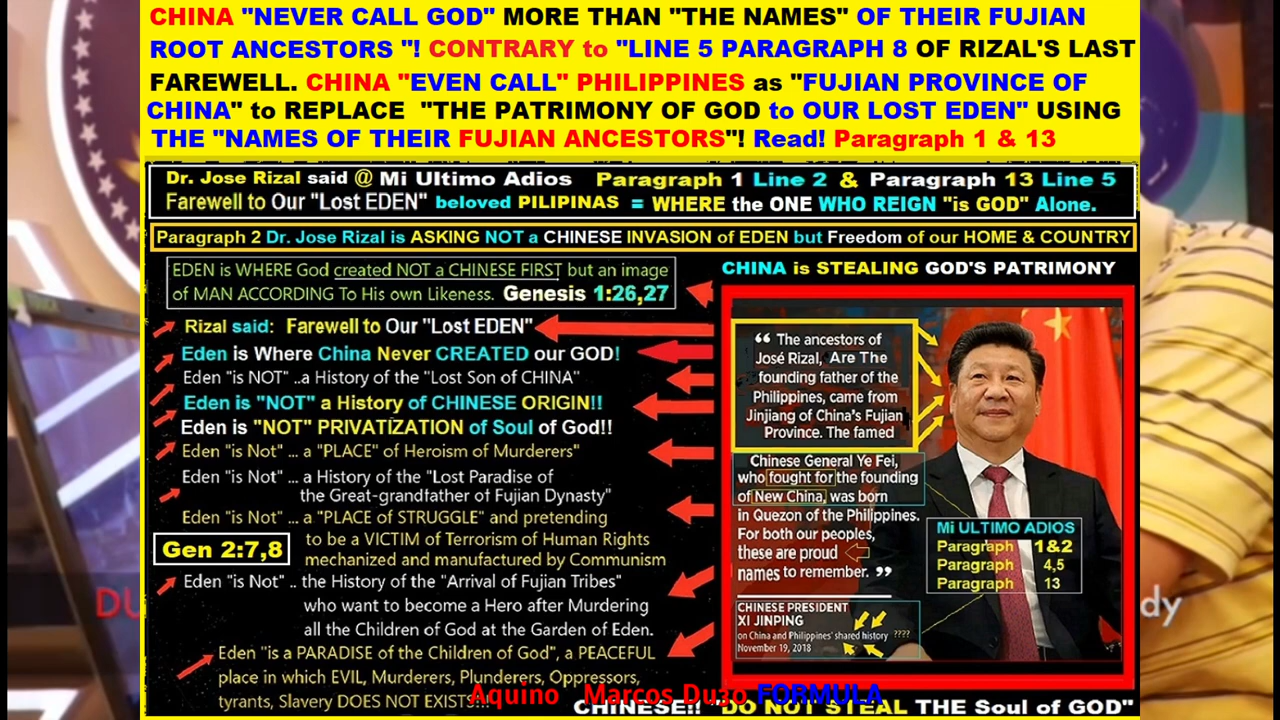 CHINA "NEVER CALL GOD" MORE THAN "THE NAMES" OF THEIR FUJIAN
ROOT ANCESTORS "! CONTRARY to "LINE 5 PARAGRAPH 8 OF RIZAL'S LAST
FAREWELL. CHINA "EVEN CALL" PHILIPPINES as "FUJIAN PROVINCE OF
CHINA" to REPLACE "THE PATRIMONY OF GOD to OUR LOST EDEN" USING
THE "NAMES OF THEIR FUJIAN ANCESTORS"! Read! Paragraph 1 & 13
Dr. Jose Rizal said @ Mi Ultimo Adios Paragraph 1 Line 2 & Paragraph 13 Line 5
Farewell to Our "Lost EDEN" beloved PILIPINAS = WHERE the ONE WHO REIGN "is GOD" Alone.
Paragraph 2 Dr. Jose Rizal is ASKING NOT a CHINESE INVASION of EDEN but Freedom of our HOME & COUNTRY
EDEN is WHERE God created NOT a CHINESE FIRST but an image
of MAN ACCORDING To His own Likeness. Genesis 1:26,27
Rizal said: Farewell to Our "Lost EDEN"
Eden is Where China Never CREATED our GOD!
Eden "is NOT" ..a History of the "Lost Son of CHINA"
Eden is "NOT" a History of CHINESE ORIGIN!!
Eden is "NOT" PRIVATIZATION of Soul of God!!
Eden "is Not" ... a "PLACE" of Heroism of Murderers"
Eden "is Not" ... a History of the "Lost Paradise of
the Great-grandfather of Fujian Dynasty"
Eden "is Not" ... a "PLACE of STRUGGLE" and pretending
to be a VICTIM of Terrorism of Human Rights
mechanized and manufactured by Communism
Gen 2:7,8
Eden "is Not" .. the History of the "Arrival of Fujian Tribes"
who want to become a Hero after Murdering
all the Children of God at the Garden of Eden.
Eden "is a PARADISE of the Children of God", a PEACEFUL
place in which EVIL, Murderers, Plunderers, Oppressors,
tyrants, Slavery DOES NOT EXISTS!!!
CHINA is STEALING GOD'S PATRIMONY
“ The ancestors of
José Rizal, Are The
founding father of the
Philippines, came from
Jinjiang of China's Fujian
Province. The famed
Chinese General Ye Fei,
who fought for the founding
of New China, was born
in Quezon of the Philippines.
For both our peoples,
these are proud
names to remember. ”
CHINESE PRESIDENT
XI JINPING
on China and Philippines' shared history ????
November 19, 2018
Mi ULTIMO ADIOS
Paragraph 1&2
Paragraph 4,5
Paragraph 13
Aquino Marcos Du30 FORMULA
CHINESE!! "DO NOT STEAL THE Soul of GOD"
DU
dy